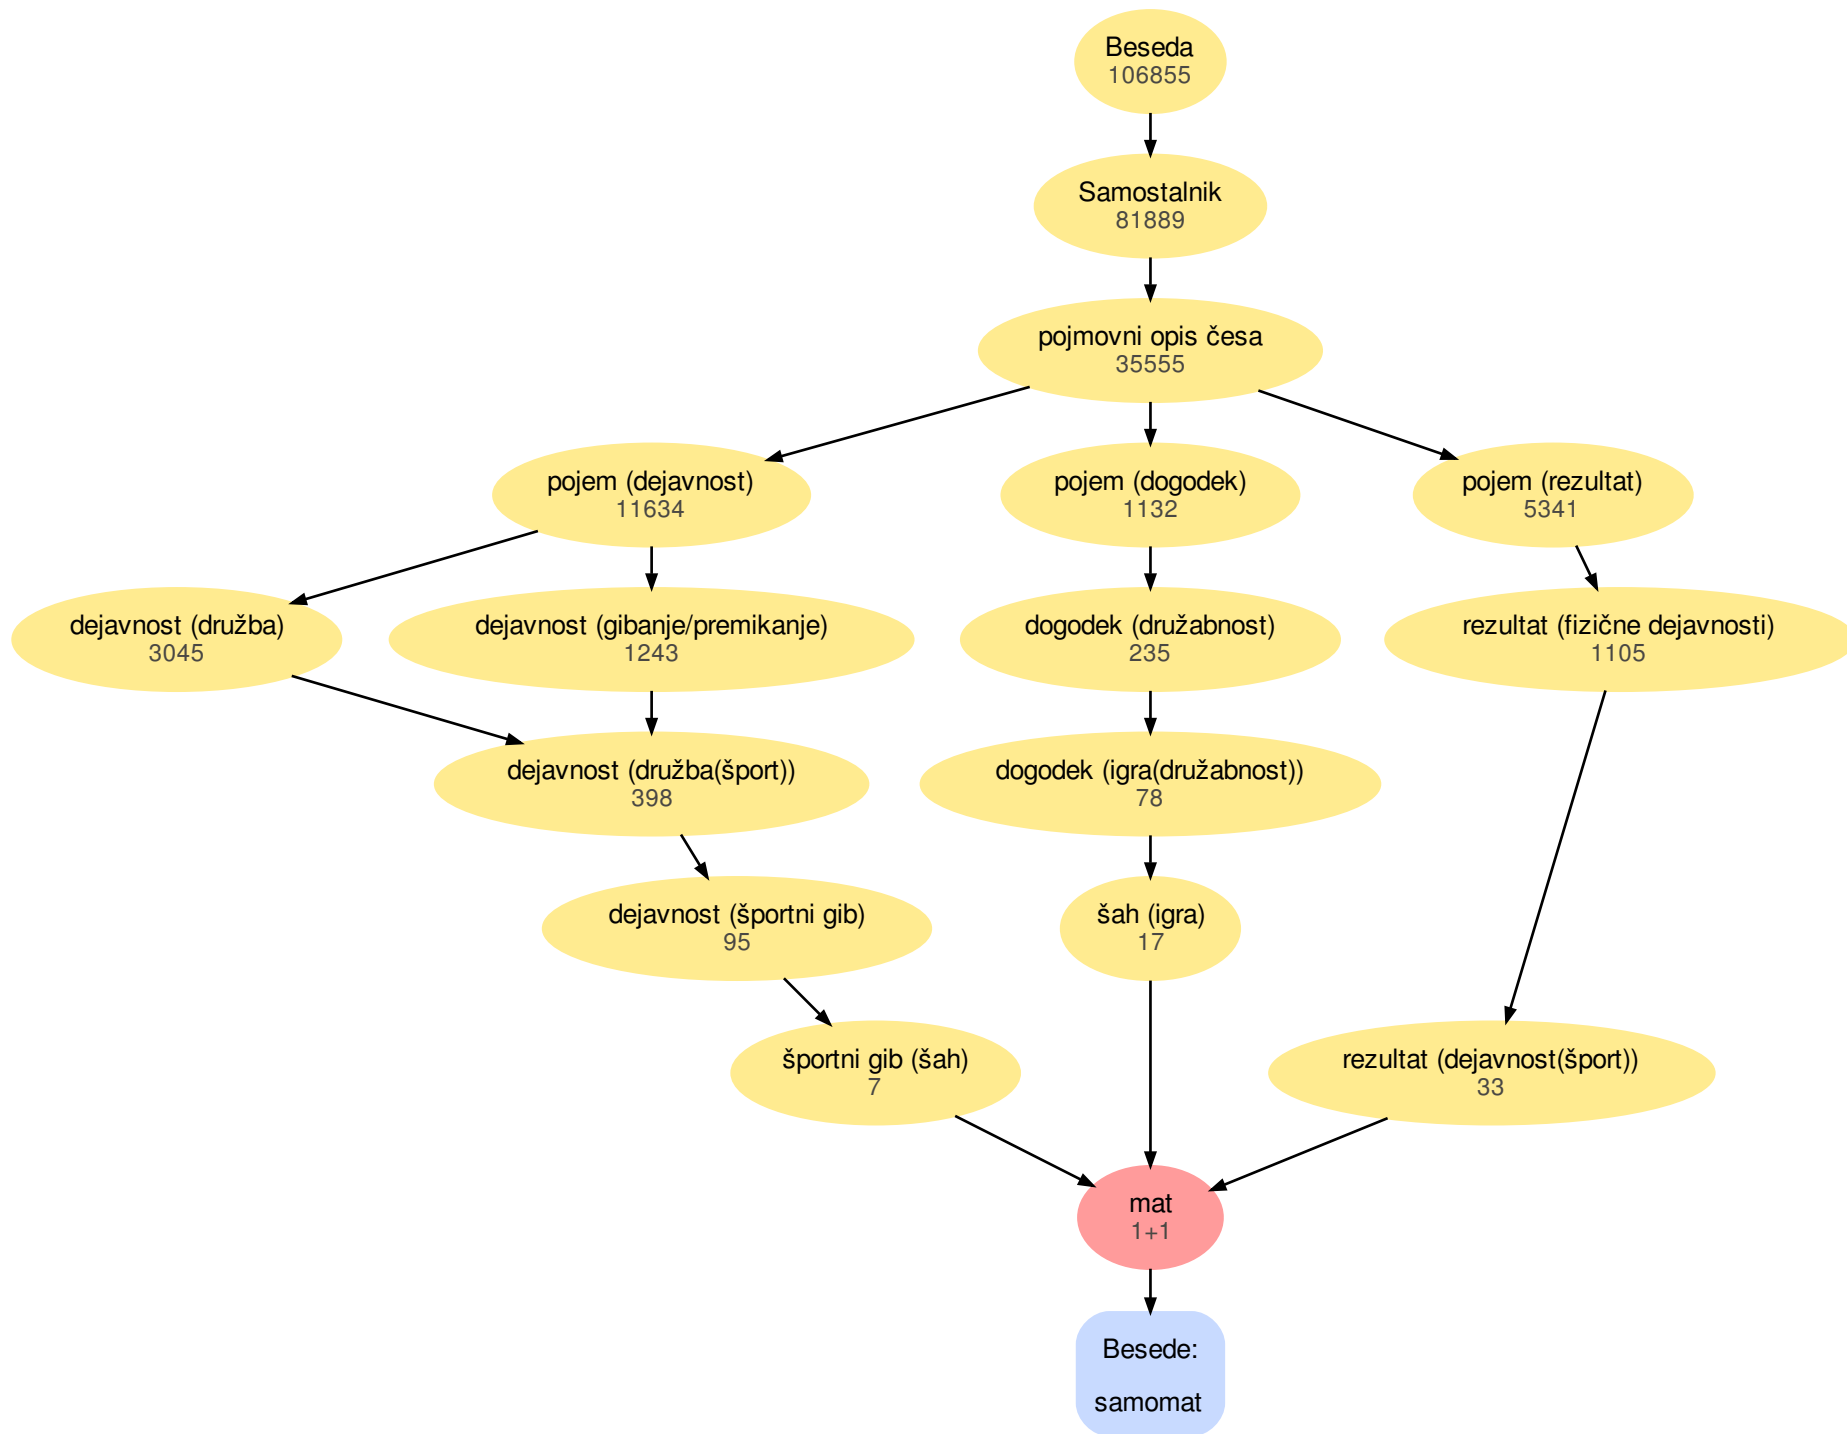 Beseda
106855
Samostalnik
81889
pojmovni opis česa
35555
pojem (dejavnost)
11634
pojem (dogodek)
1132
pojem (rezultat)
5341
dejavnost (družba)
3045
dejavnost (gibanje/premikanje)
1243
dogodek (družabnost)
235
rezultat (fizične dejavnosti)
1105
dejavnost (družba(šport))
398
dogodek (igra(družabnost))
78
dejavnost (športni gib)
95
šah (igra)
17
športni gib (šah)
7
rezultat (dejavnost(šport))
33
mat
1+1
Besede:
samomat